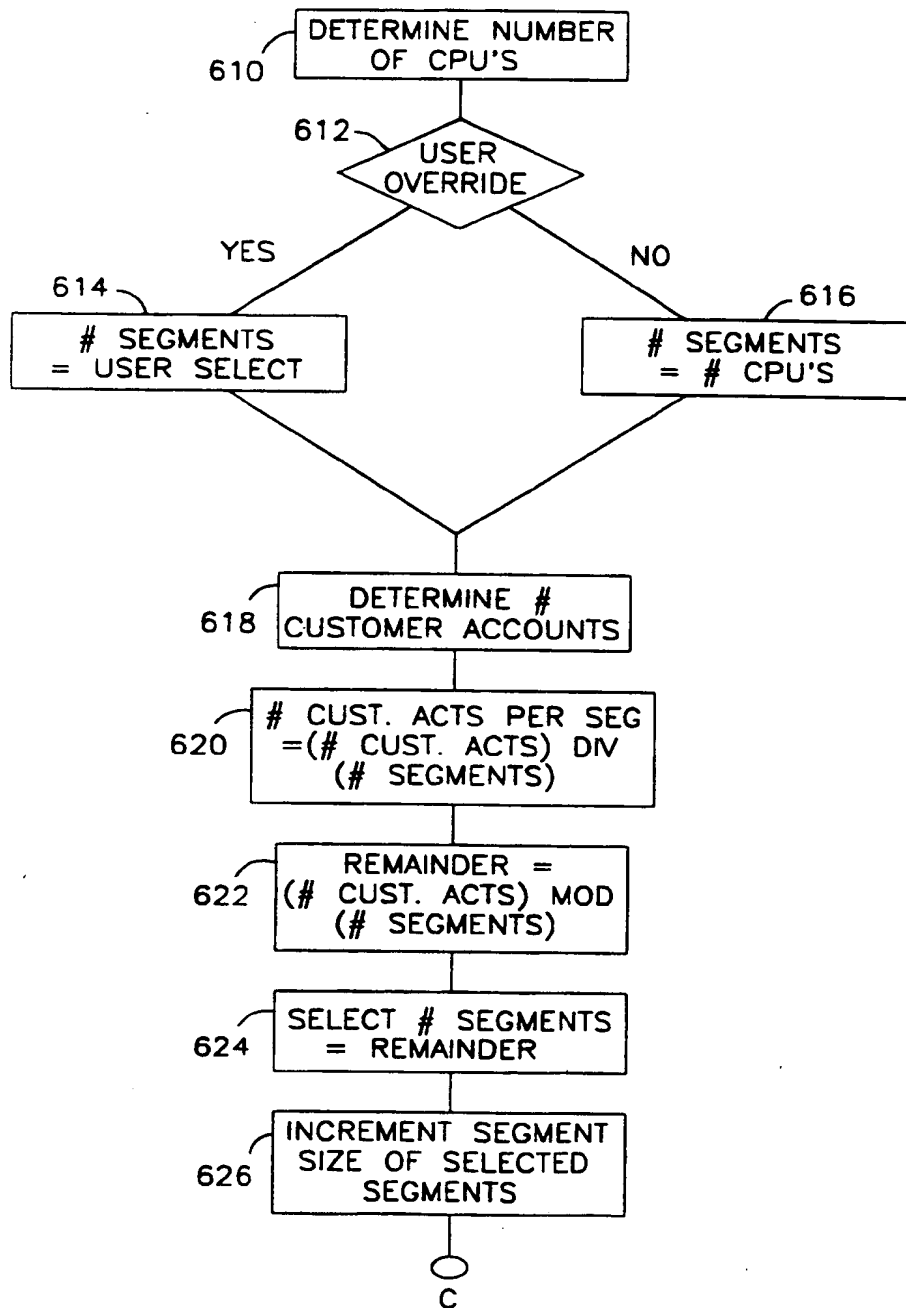 DETERMINE NUMBER
OF CPU'S
610
612
USER
OVERRIDE
YES
NO
614
# SEGMENTS
= USER SELECT
616
# SEGMENTS
= # CPU'S
DETERMINE #
CUSTOMER ACCOUNTS
618
# CUST. ACTS PER SEG
=(# CUST. ACTS) DIV
(# SEGMENTS)
620
REMAINDER =
(# CUST. ACTS) MOD
(# SEGMENTS)
622
SELECT # SEGMENTS
= REMAINDER
624
INCREMENT SEGMENT
SIZE OF SELECTED
SEGMENTS
626
C